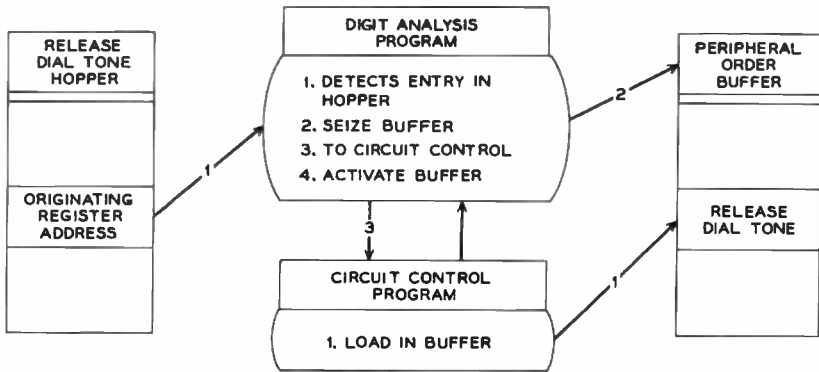 RELEASE
DIAL TONE
HOPPER
ORIGINATING
REGISTER
ADDRESS
1
DIGIT ANALYSIS
PROGRAM
1. DETECTS ENTRY IN
HOPPER
2. SEIZE BUFFER
3. TO CIRCUIT CONTROL
4. ACTIVATE BUFFER
2
3
CIRCUIT CONTROL
PROGRAM
1. LOAD IN BUFFER
1
PERIPHERAL
ORDER
BUFFER
RELEASE
DIAL TONE